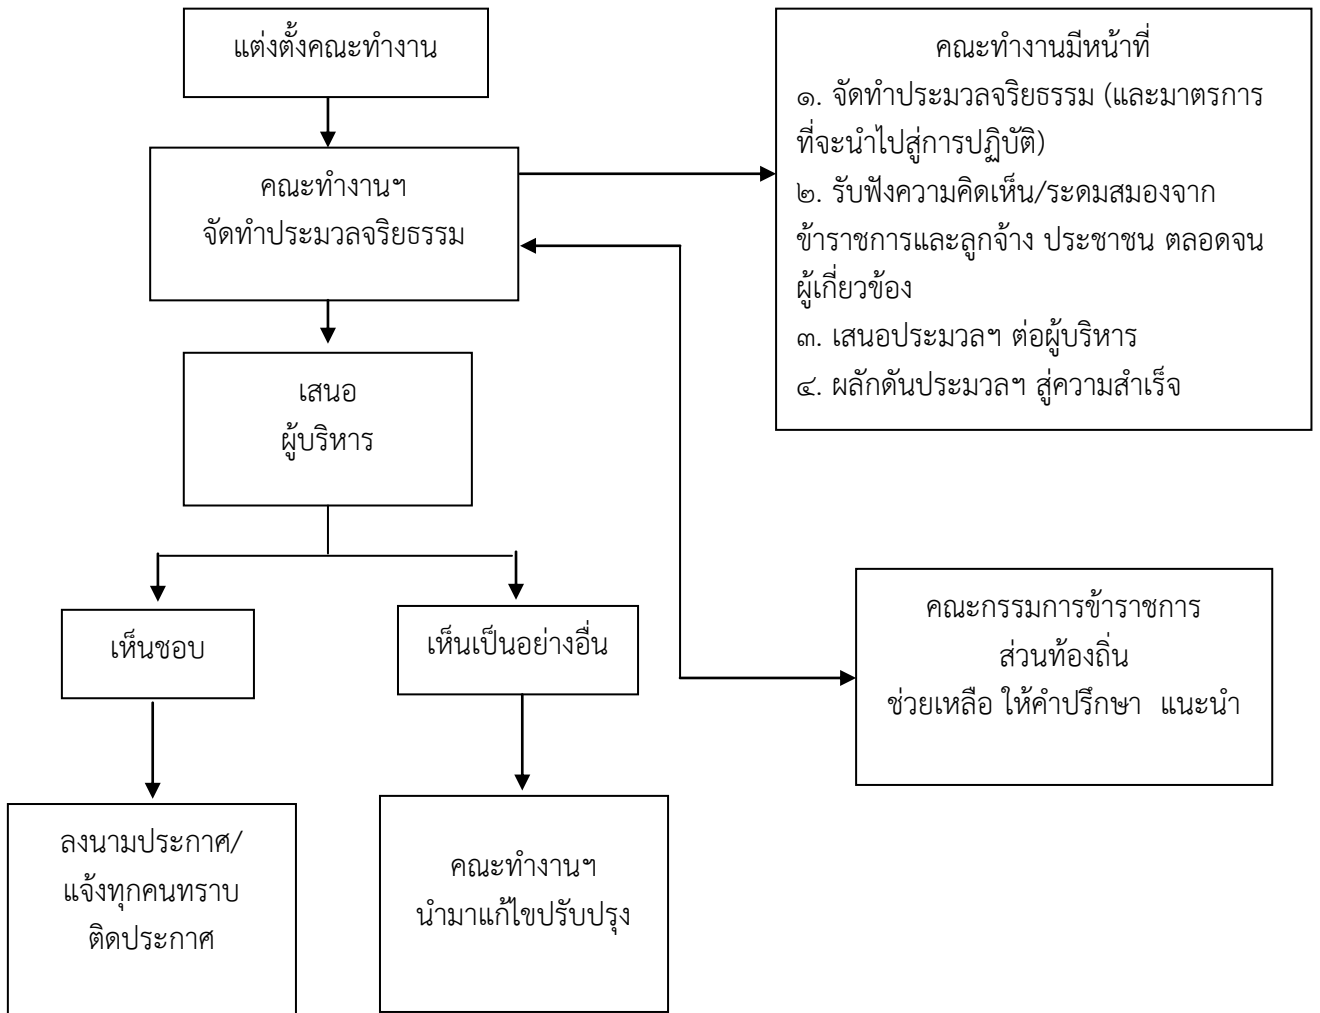 แต่งตั้งคณะทำงาน
คณะทำงานฯ
จัดทำประมวลจริยธรรม
คณะทำงานมีหน้าที่
๑. จัดทำประมวลจริยธรรม (และมาตรการ
ที่จะนำไปสู่การปฏิบัติ)
๒. รับฟังความคิดเห็น/ระดมสมองจาก
ข้าราชการและลูกจ้าง ประชาชน ตลอดจน
ผู้เกี่ยวข้อง
๓. เสนอประมวลฯ ต่อผู้บริหาร
๔. ผลักดันประมวลฯ สู่ความสำเร็จ
เสนอ
ผู้บริหาร
เห็นชอบ
เห็นเป็นอย่างอื่น
คณะกรรมการข้าราชการ
ส่วนท้องถิ่น
ช่วยเหลือ ให้คำปรึกษา แนะนำ
ลงนามประกาศ/
แจ้งทุกคนทราบ
ติดประกาศ
คณะทำงานฯ
นำมาแก้ไขปรับปรุง